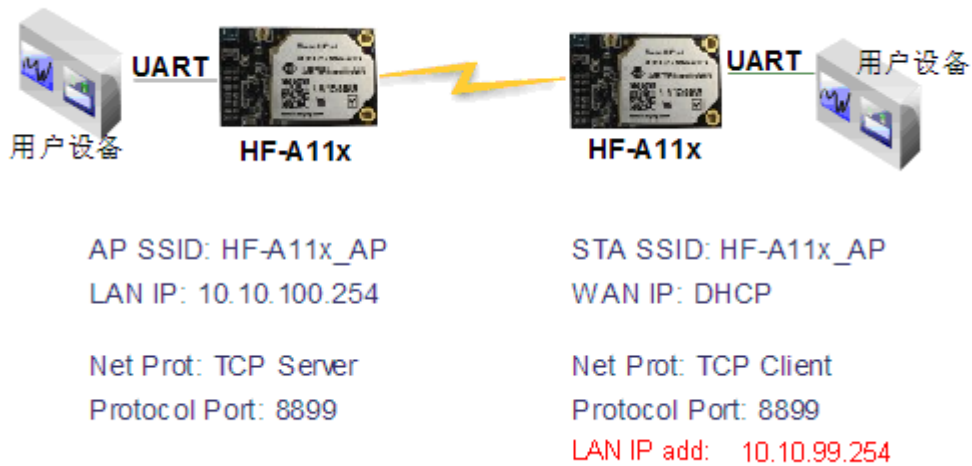 UART
UART
用户设备
用户设备
HF-A11x
HF-A11x
AP SSID: HF-A11x_AP
LAN IP: 10.10.100.254
Net Prot: TCP Server
Protocol Port: 8899
STA SSID: HF-A11x_AP
WAN IP: DHCP
Net Prot: TCP Client
Protocol Port: 8899
LAN IP add: 10.10.99.254